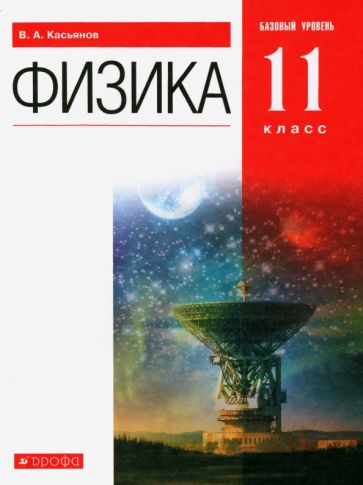 В. А. Касьянов
ФИЗИКА
БАЗОВЫЙ УРОВЕНЬ
11
класс
дрофа